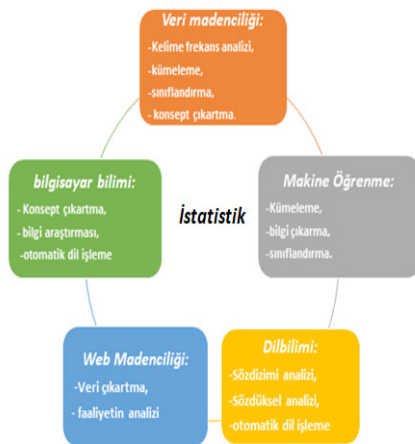 Veri madenciliği:
-Kelime frekans analizi,
-kümeleme,
-sınıflandırma,
- konsept çıkartma.
bilgisayar bilimi:
- Konsept çıkartma,
- bilgi araştırması,
-otomatik dil işleme
İstatistik
Makine Öğrenme:
-Kümeleme,
-bilgi çıkarma,
-sınıflandırma.
Web Madenciliği:
-Veri çıkartma,
- faaliyetin analizi
Dilbilimi:
-Sözdizimi analizi,
-Sözdüksel analizi,
-otomatik dil işleme